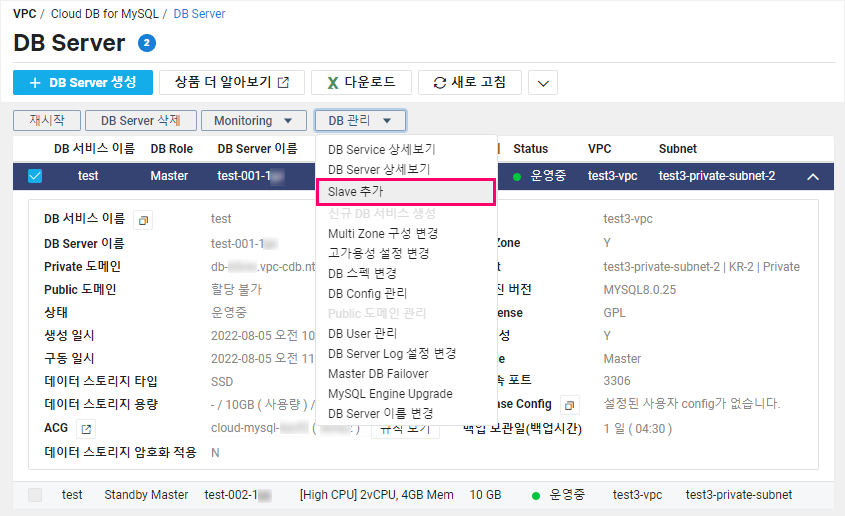 VPC / Cloud DB for MySQL / DB Server
DB Server 2
+ DB Server 생성 상품 더 알아보기 다운로드 새로 고침
재시작 DB Server 삭제 Monitoring DB 관리
DB 서비스 이름 DB Role DB Server 이름 Status VPC Subnet
test Master test-001-1 운영중 test3-vpc test3-private-subnet-2
DB Service 상세보기
DB Server 상세보기
Slave 추가
신규 DB 서비스 생성
Multi Zone 구성 변경
고가용성 설정 변경
DB 스펙 변경
DB Config 관리
Public 도메인 관리
DB User 관리
DB Server Log 설정 변경
Master DB Failover
MySQL Engine Upgrade
DB Server 이름 변경
DB 서비스 이름 test test3-vpc
DB Server 이름 test-001-1 Zone Y
Private 도메인 db- .vpc-cdb.nt t test3-private-subnet-2 | KR-2 | Private
Public 도메인 할당 불가 진 버전 MYSQL8.0.25
상태 운영중 ense GPL
생성 일시 2022-08-05 오전 10 성 Y
구동 일시 2022-08-05 오전 11 e Master
데이터 스토리지 타입 SSD 속 포트 3306
데이터 스토리지 용량 - / 10GB ( 사용량 ) / ase Config 설정된 사용자 config가 없습니다.
ACG cloud-mysql- ( : ) 규칙 보기 백업 보관일(백업시간) 1 일 ( 04:30 )
데이터 스토리지 암호화 적용 N
test Standby Master test-002-1 [High CPU] 2vCPU, 4GB Mem 10 GB 운영중 test3-vpc test3-private-subnet